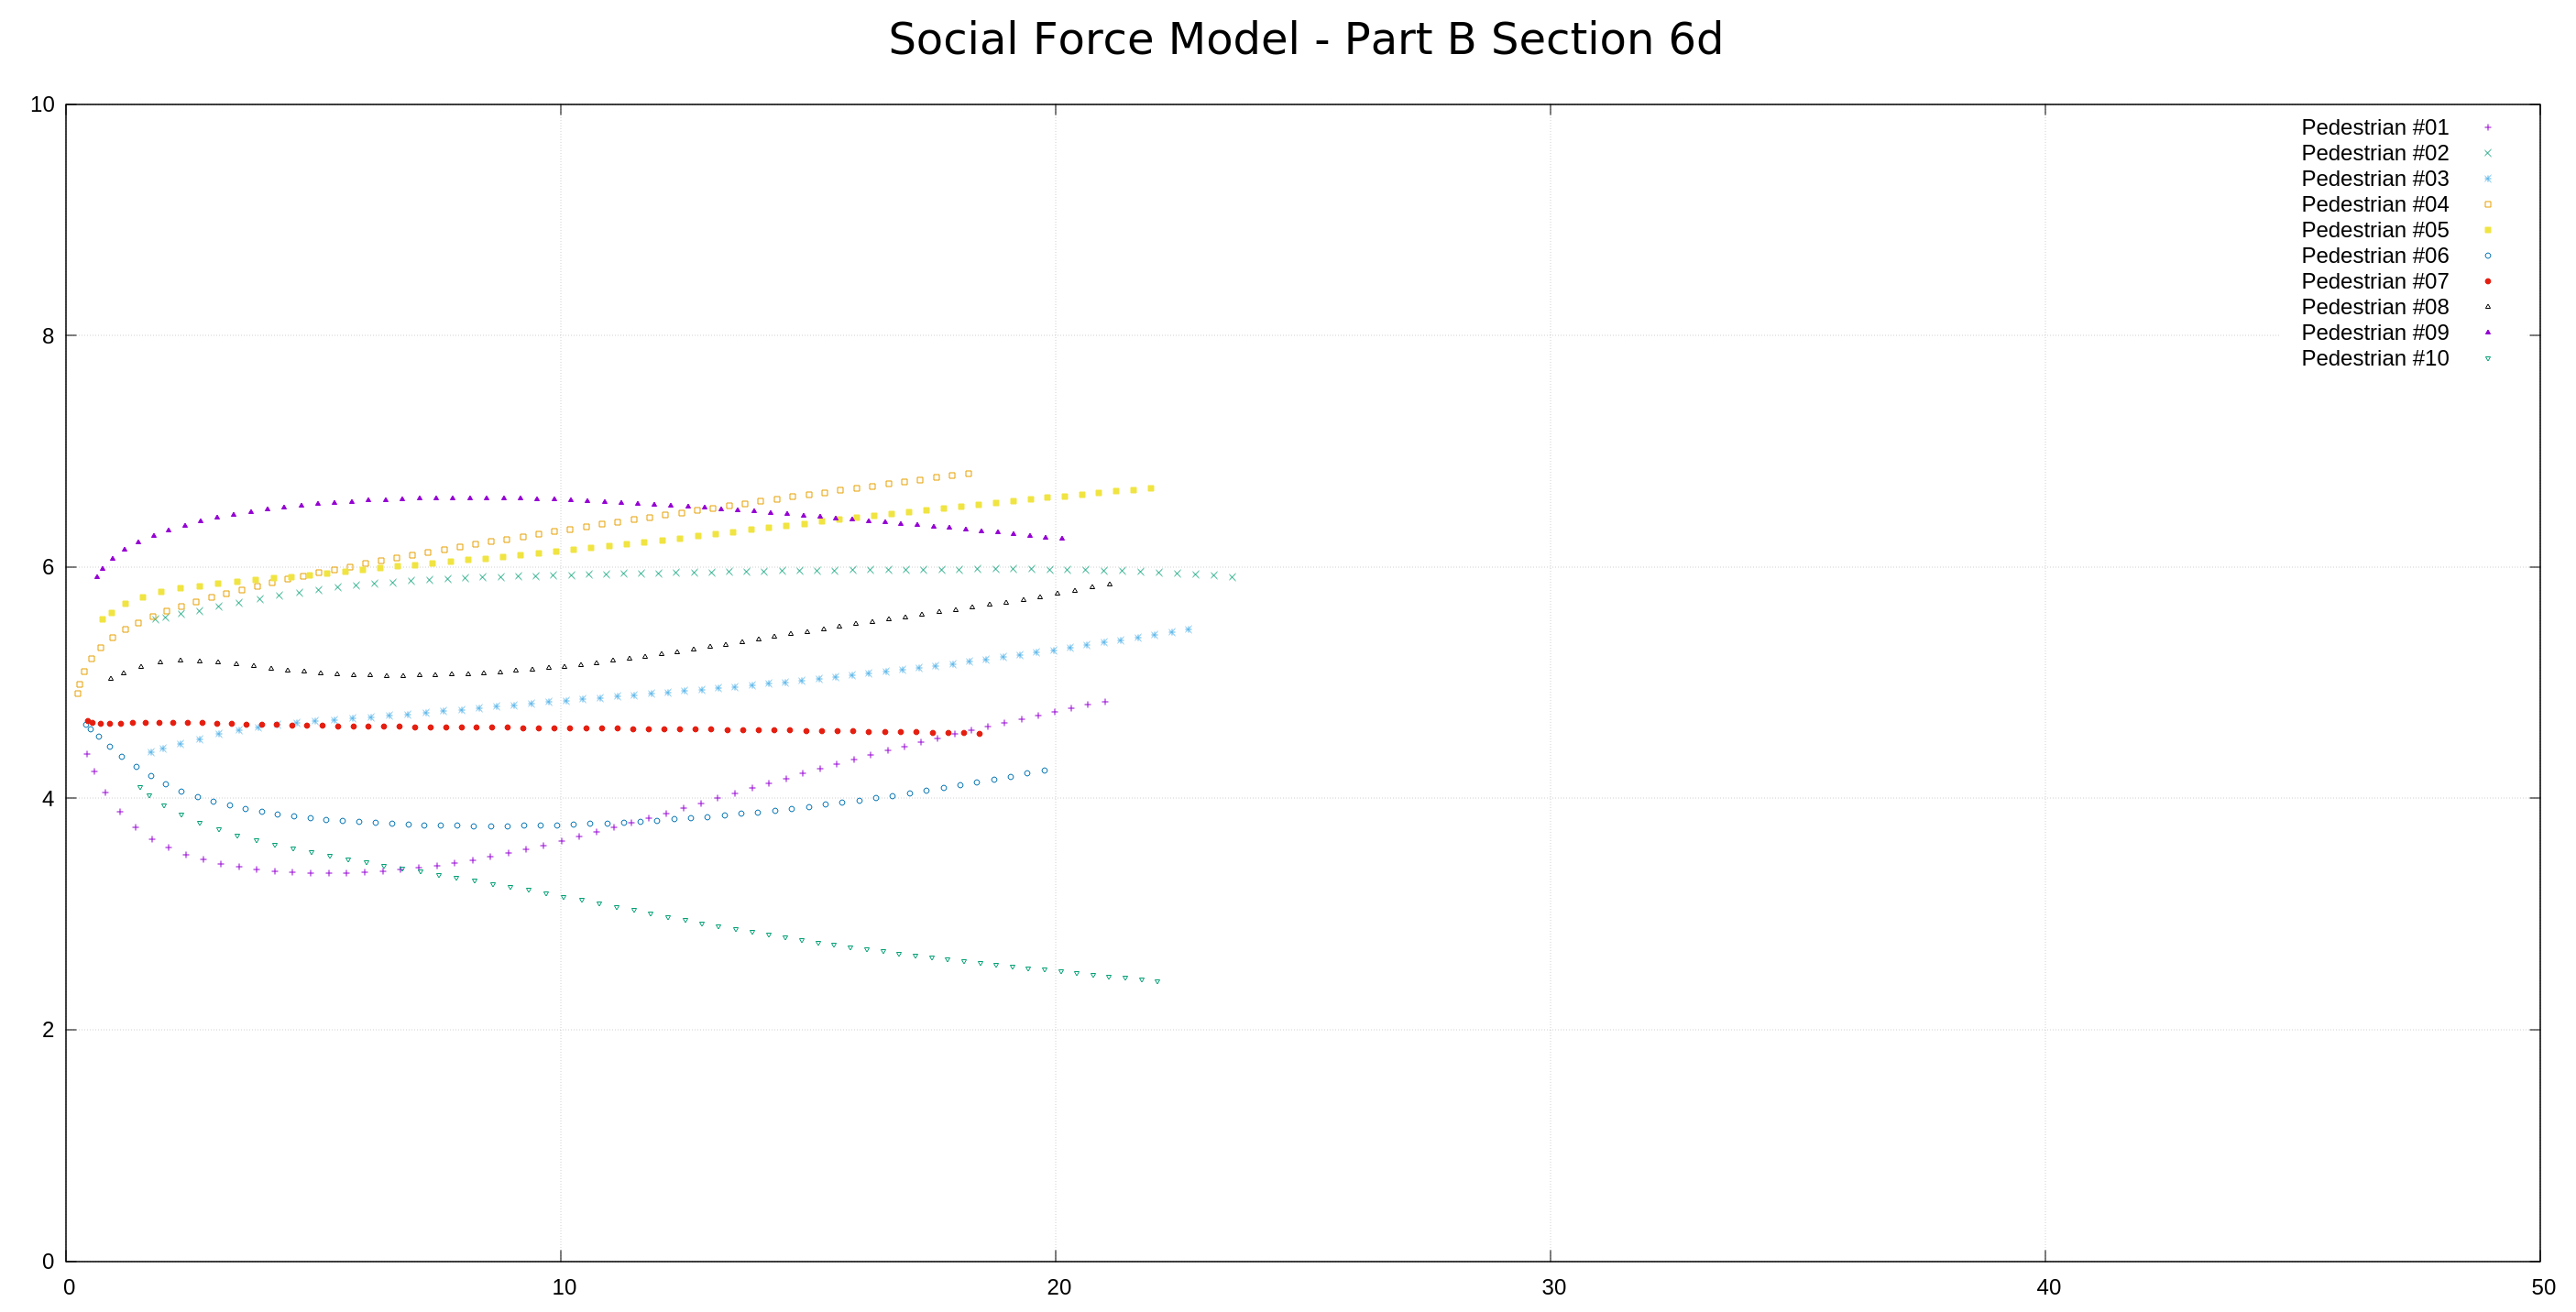 Social Force Model - Part B Section 6d
10
8
6
4
2
0
0 10 20 30 40 50
Pedestrian #01
Pedestrian #02
Pedestrian #03
Pedestrian #04
Pedestrian #05
Pedestrian #06
Pedestrian #07
Pedestrian #08
Pedestrian #09
Pedestrian #10